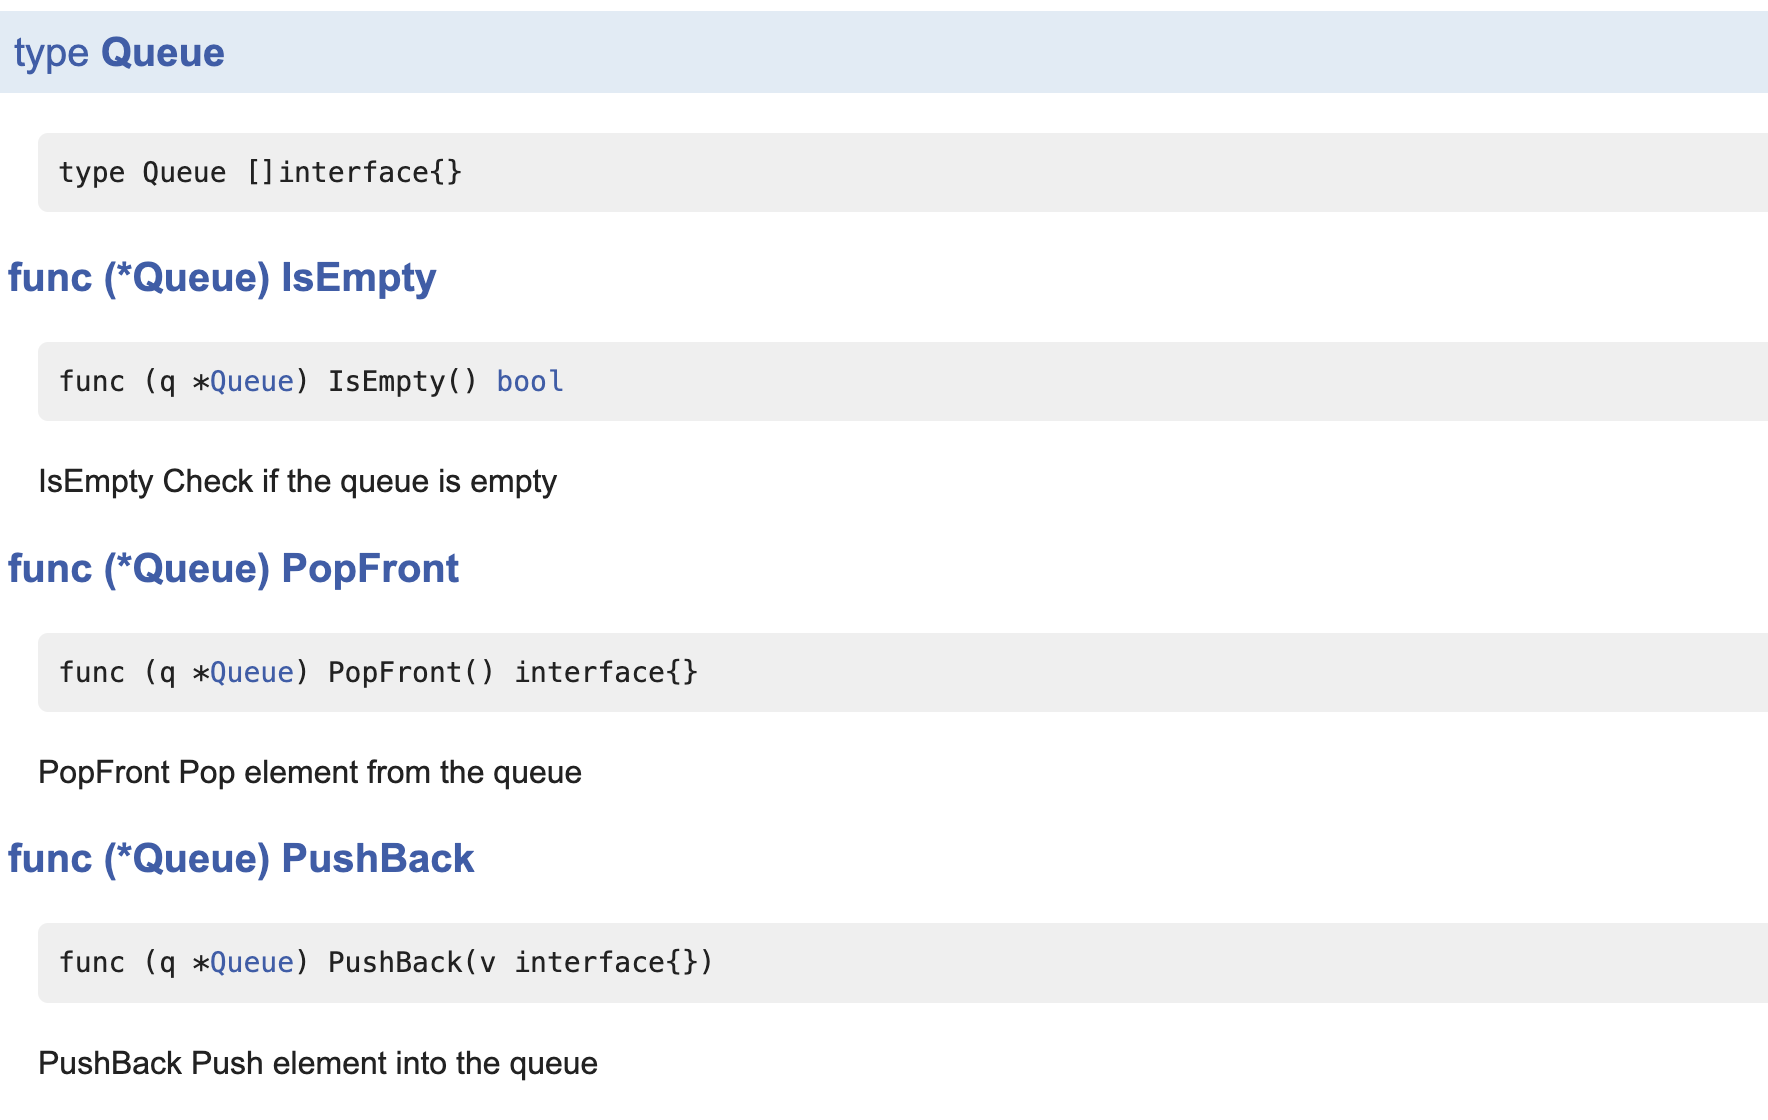 type Queue
type Queue []interface{}
func (*Queue) IsEmpty
func (q *Queue) IsEmpty() bool
IsEmpty Check if the queue is empty
func (*Queue) PopFront
func (q *Queue) PopFront() interface{}
PopFront Pop element from the queue
func (*Queue) PushBack
func (q *Queue) PushBack(v interface{})
PushBack Push element into the queue